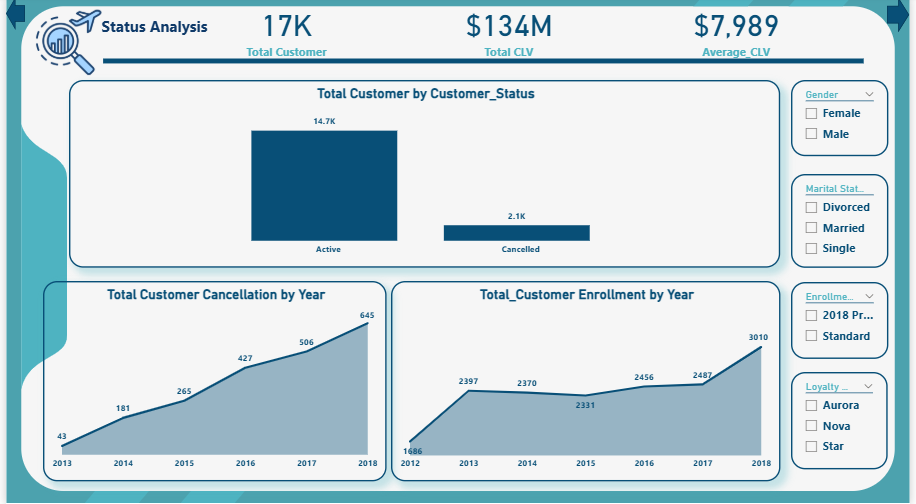 Status Analysis
17K
Total Customer
$134M
Total CLV
$7,989
Average_CLV
Total Customer by Customer_Status
14.7K
2.1K
Active
Cancelled
Gender
Female
Male
Marital Stat...
Divorced
Married
Single
Total Customer Cancellation by Year
43
181
265
427
506
645
2013 2014 2015 2016 2017 2018
Total_Customer Enrollment by Year
1686
2397
2370
2331
2456
2487
3010
2012 2013 2014 2015 2016 2017 2018
Enrollme...
2018 Pr...
Standard
Loyalty ...
Aurora
Nova
Star